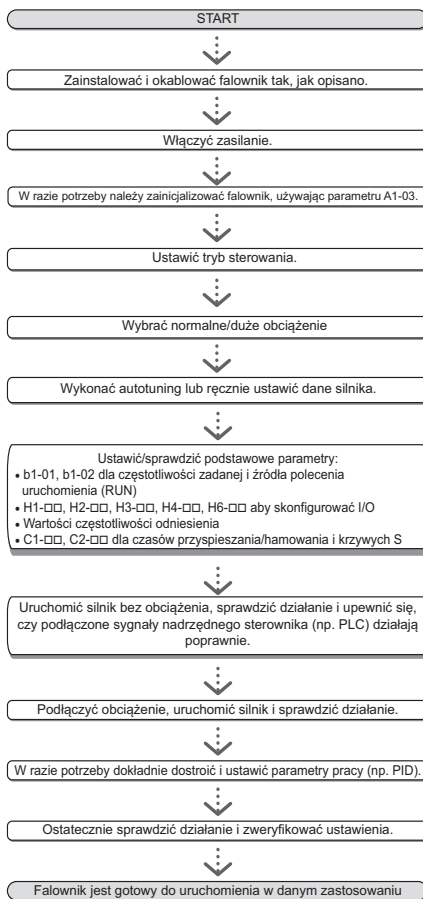 START
Zainstalować i okablować falownik tak, jak opisano.
Włączyć zasilanie.
W razie potrzeby należy zainicjalizować falownik, używając parametru A1-03.
Ustawić tryb sterowania.
Wybrać normalne/duże obciążenie
Wykonać autotuning lub ręcznie ustawić dane silnika.
Ustawić/sprawdzić podstawowe parametry:
• b1-01, b1-02 dla częstotliwości zadanej i źródła polecenia
uruchomienia (RUN)
• H1-□□, H2-□□, H3-□□, H4-□□, H6-□□ aby skonfigurować I/O
• Wartości częstotliwości odniesienia
• C1-□□, C2-□□ dla czasów przyspieszania/hamowania i krzywych S
Uruchomić silnik bez obciążenia, sprawdzić działanie i upewnić się,
czy podłączone sygnały nadrzędnego sterownika (np. PLC) działają
poprawnie.
Podłączyć obciążenie, uruchomić silnik i sprawdzić działanie.
W razie potrzeby dokładnie dostroić i ustawić parametry pracy (np. PID).
Ostatecznie sprawdzić działanie i zweryfikować ustawienia.
Falownik jest gotowy do uruchomienia w danym zastosowaniu